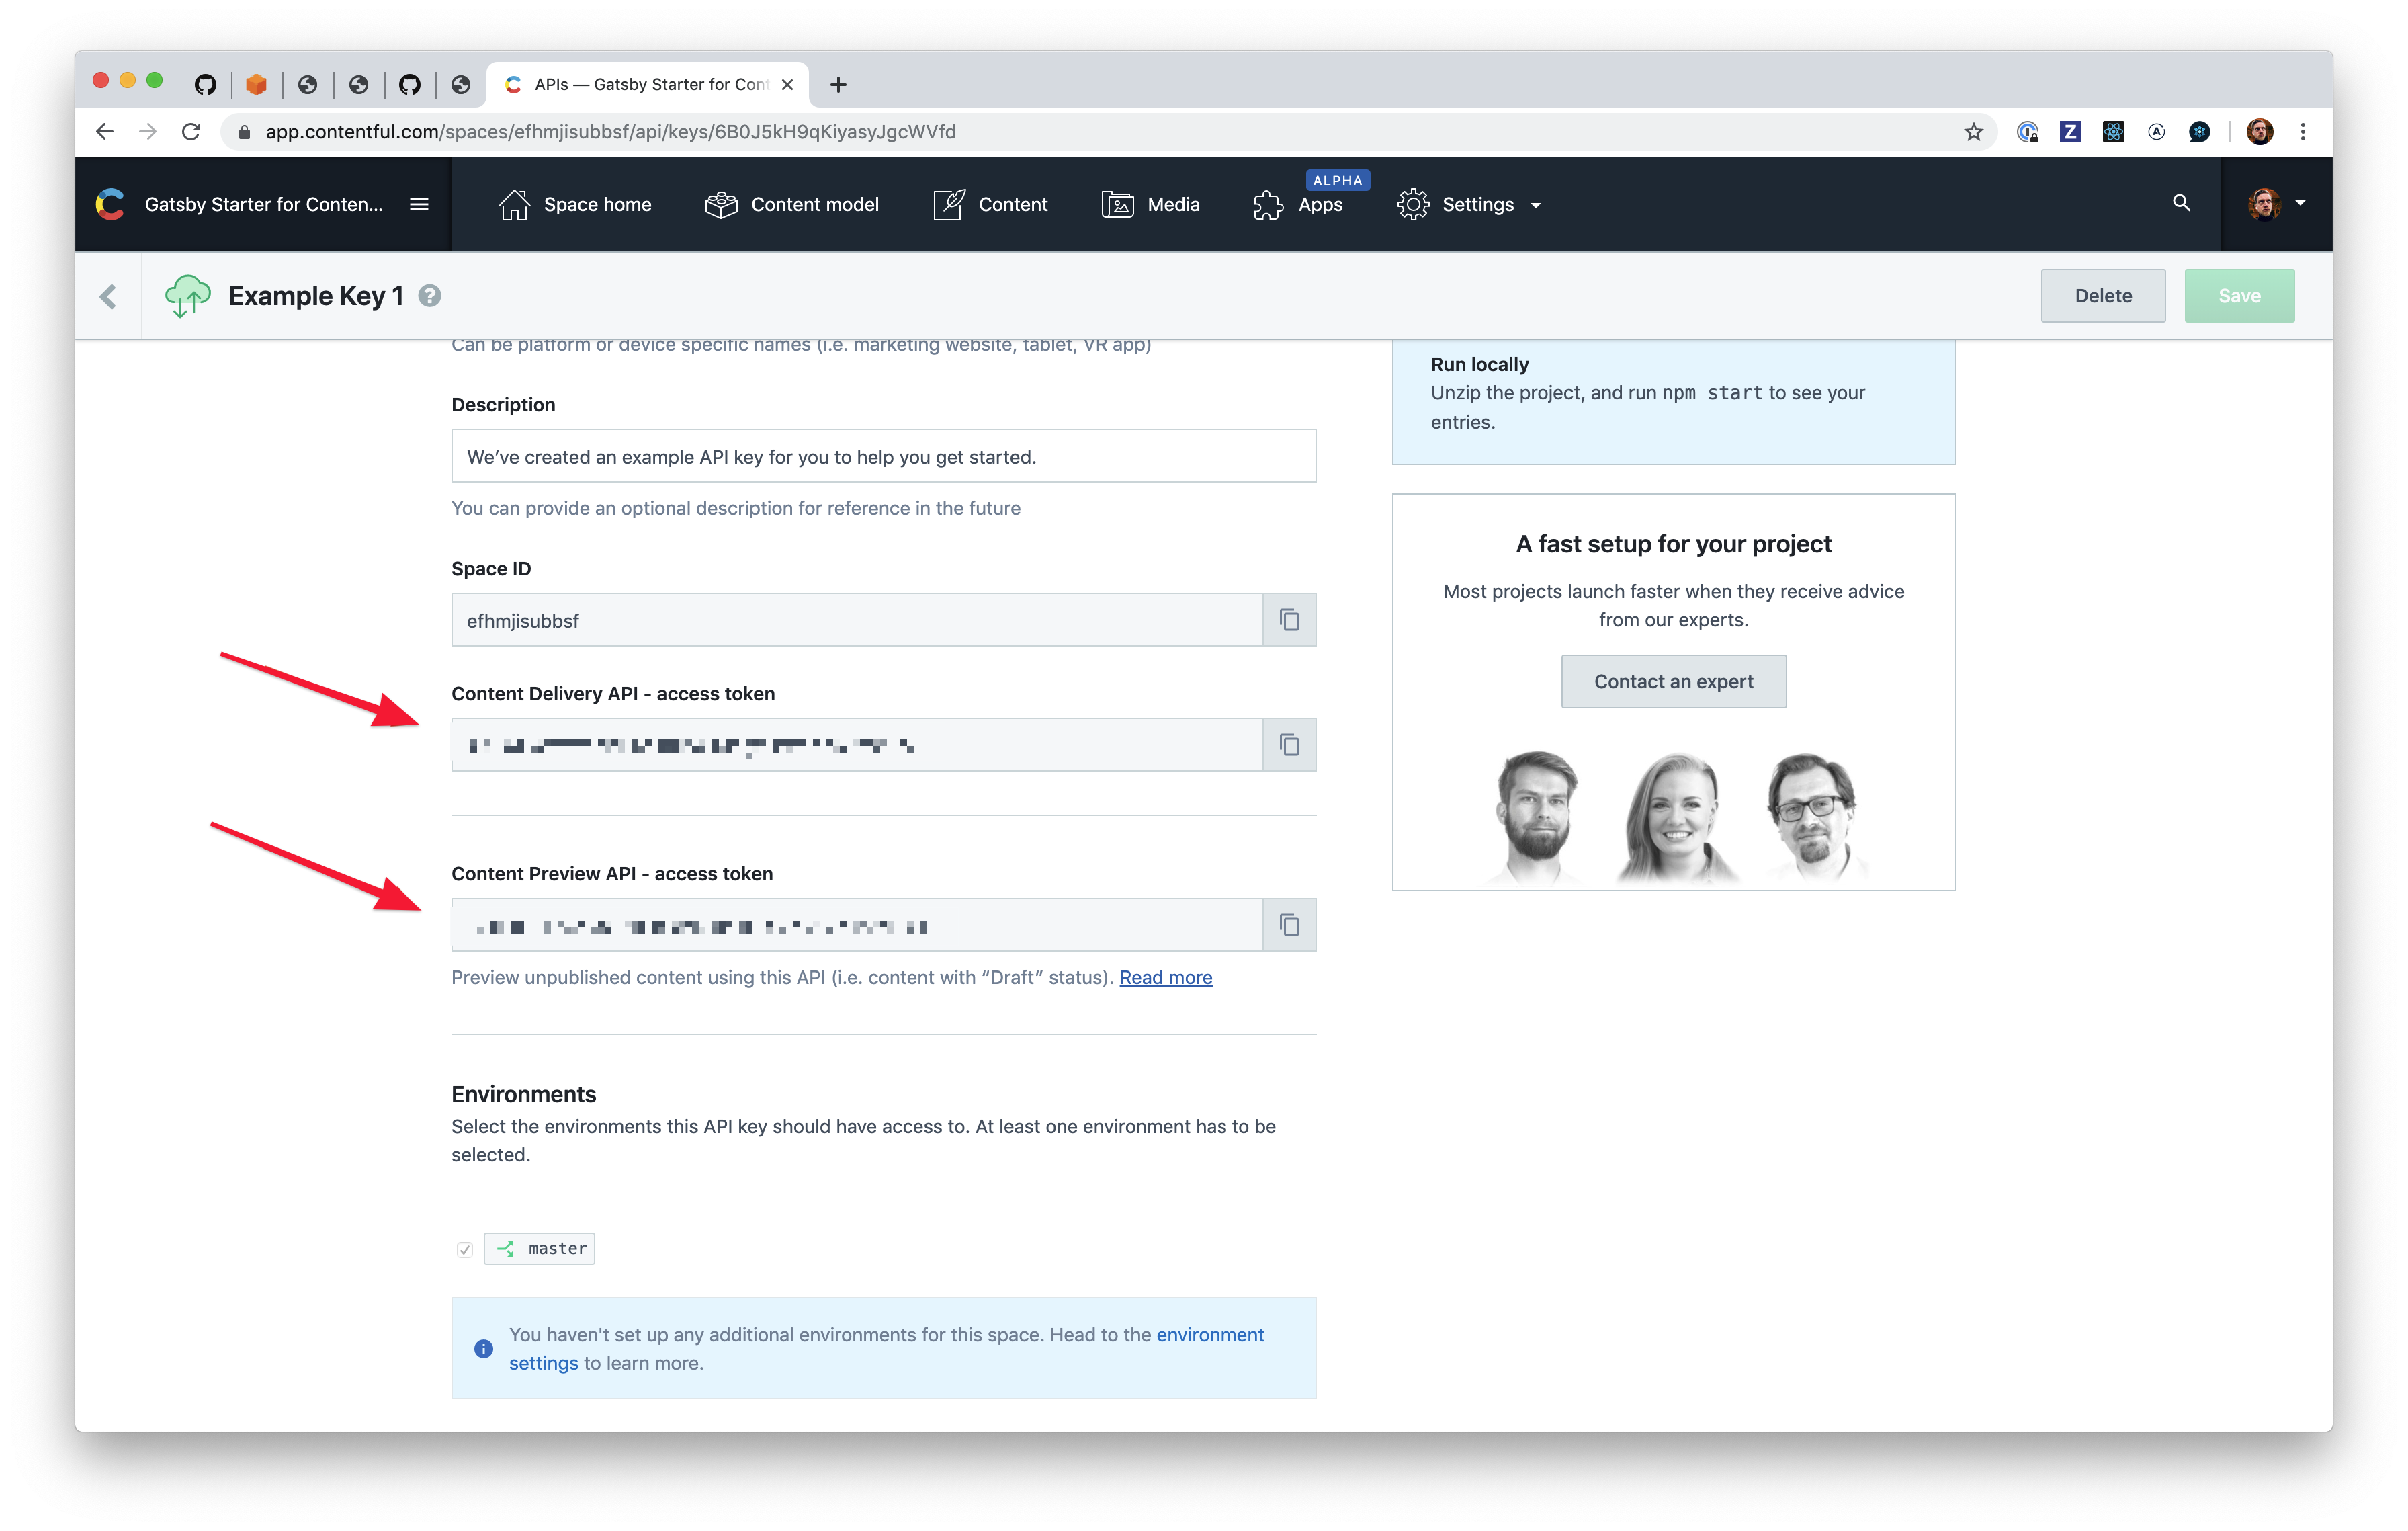 APIs — Gatsby Starter for Cont
app.contentful.com/spaces/efhmjisubbsf/api/keys/6B0J5kH9qKiyasyJgcWVfd
Gatsby Starter for Conten...
Space home
Content model
Content
Media
ALPHA
Apps
Settings
Example Key 1
Delete
Save
Can be platform or device specific names (i.e. marketing website, tablet, VR app)
Description
We’ve created an example API key for you to help you get started.
You can provide an optional description for reference in the future
Space ID
efhmjisubbsf
Content Delivery API - access token
Content Preview API - access token
Preview unpublished content using this API (i.e. content with “Draft” status). Read more
Environments
Select the environments this API key should have access to. At least one environment has to be
selected.
master
You haven't set up any additional environments for this space. Head to the environment
settings to learn more.
Run locally
Unzip the project, and run npm start to see your
entries.
A fast setup for your project
Most projects launch faster when they receive advice
from our experts.
Contact an expert